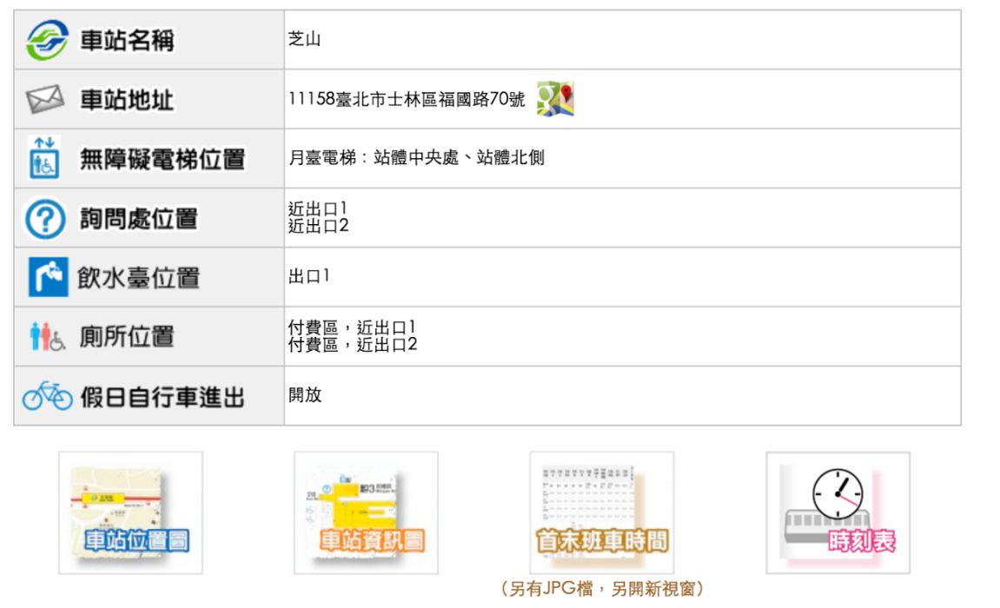 車站名稱
芝山
車站地址
11158臺北市士林區福國路70號
無障礙電梯位置
月臺電梯：站體中央處、站體北側
詢問處位置
近出口1
近出口2
飲水臺位置
出口1
廁所位置
付費區，近出口1
付費區，近出口2
假日自行車進出
開放
車站位置圖
車站資訊圖
首末班車時間
時刻表
（另有JPG檔，另開新視窗）